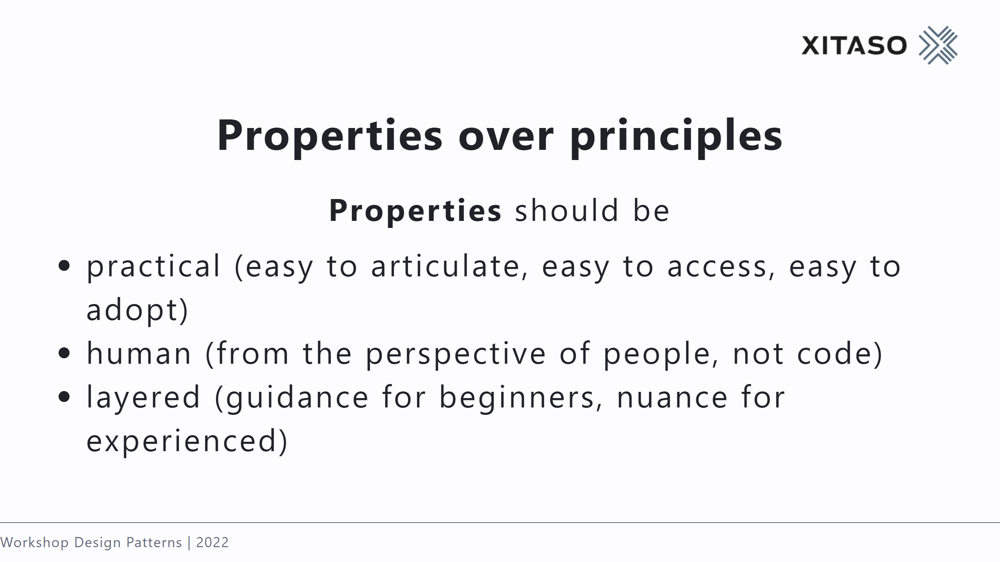 XITASO
Properties over principles
Properties should be
• practical (easy to articulate, easy to access, easy to
adopt)
• human (from the perspective of people, not code)
• layered (guidance for beginners, nuance for
experienced)
Workshop Design Patterns | 2022